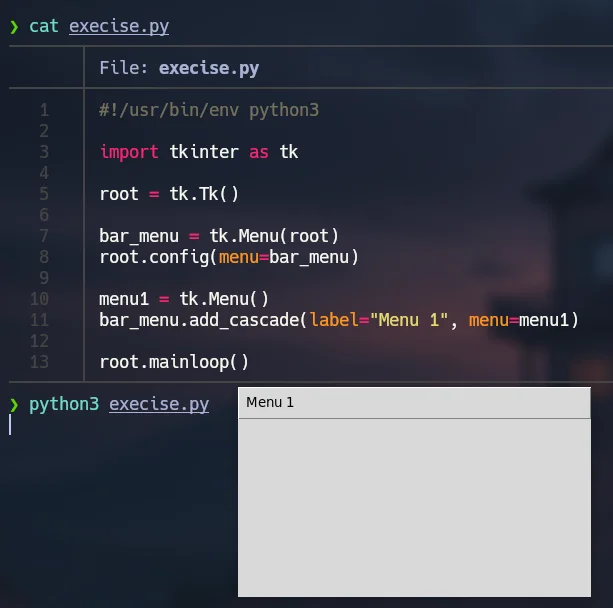 ❯ cat execise.py
File: execise.py
1 #!/usr/bin/env python3
2
3 import tkinter as tk
4
5 root = tk.Tk()
6
7 bar_menu = tk.Menu(root)
8 root.config(menu=bar_menu)
9
10 menu1 = tk.Menu()
11 bar_menu.add_cascade(label="Menu 1", menu=menu1)
12
13 root.mainloop()
❯ python3 execise.py
Menu 1